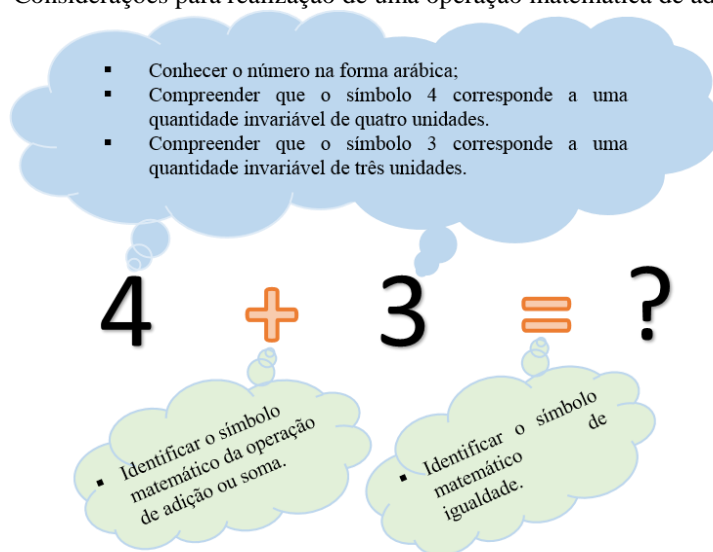 Considerações para realização de uma operação matemática de ad
▪ Conhecer o número na forma arábica;
▪ Compreender que o símbolo 4 corresponde a uma
quantidade invariável de quatro unidades.
▪ Compreender que o símbolo 3 corresponde a uma
quantidade invariável de três unidades.
4 + 3 = ?
▪ Identificar o símbolo
matemático da operação
de adição ou soma.
▪ Identificar o símbolo
matemático de
igualdade.